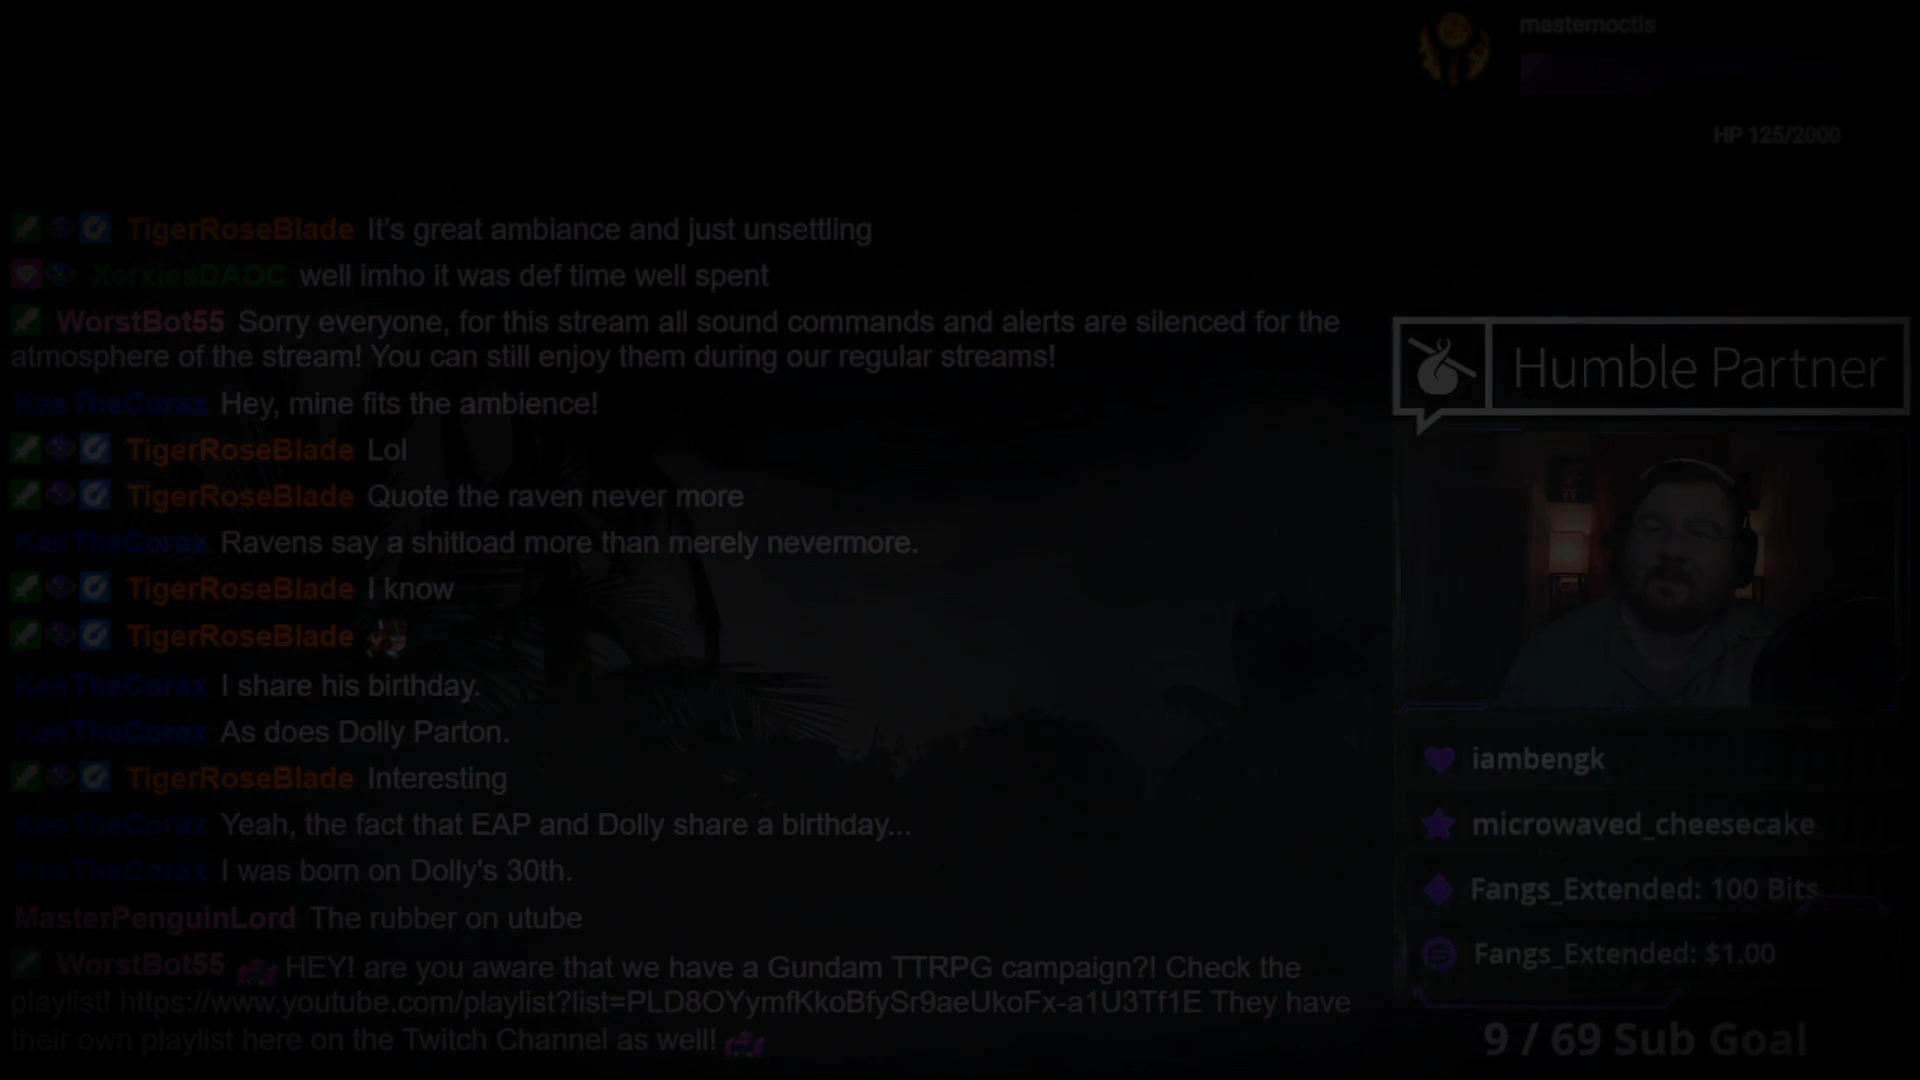 masternoctis
HP 125/2000
TigerRoseBlade It's great ambiance and just unsettling
XerxiesDAOC well imho it was def time well spent
WorstBot55 Sorry everyone, for this stream all sound commands and alerts are silenced for the
atmosphere of the stream! You can still enjoy them during our regular streams!
KasTheCorax Hey, mine fits the ambience!
TigerRoseBlade Lol
TigerRoseBlade Quote the raven never more
KasTheCorax Ravens say a shitload more than merely nevermore.
TigerRoseBlade I know
TigerRoseBlade
KasTheCorax I share his birthday.
KasTheCorax As does Dolly Parton.
TigerRoseBlade Interesting
KasTheCorax Yeah, the fact that EAP and Dolly share a birthday...
KasTheCorax I was born on Dolly's 30th.
MasterPenguinLord The rubber on utube
WorstBot55 HEY! are you aware that we have a Gundam TTRPG campaign?! Check the
playlist! https://www.youtube.com/playlist?list=PLD8OYymfKkoBfySr9aeUkoFx-a1U3Tf1E They have
their own playlist here on the Twitch Channel as well!
Humble Partner
iambengk
microwaved_cheesecake
Fangs_Extended: 100 Bits
Fangs_Extended: $1.00
9 / 69 Sub Goal